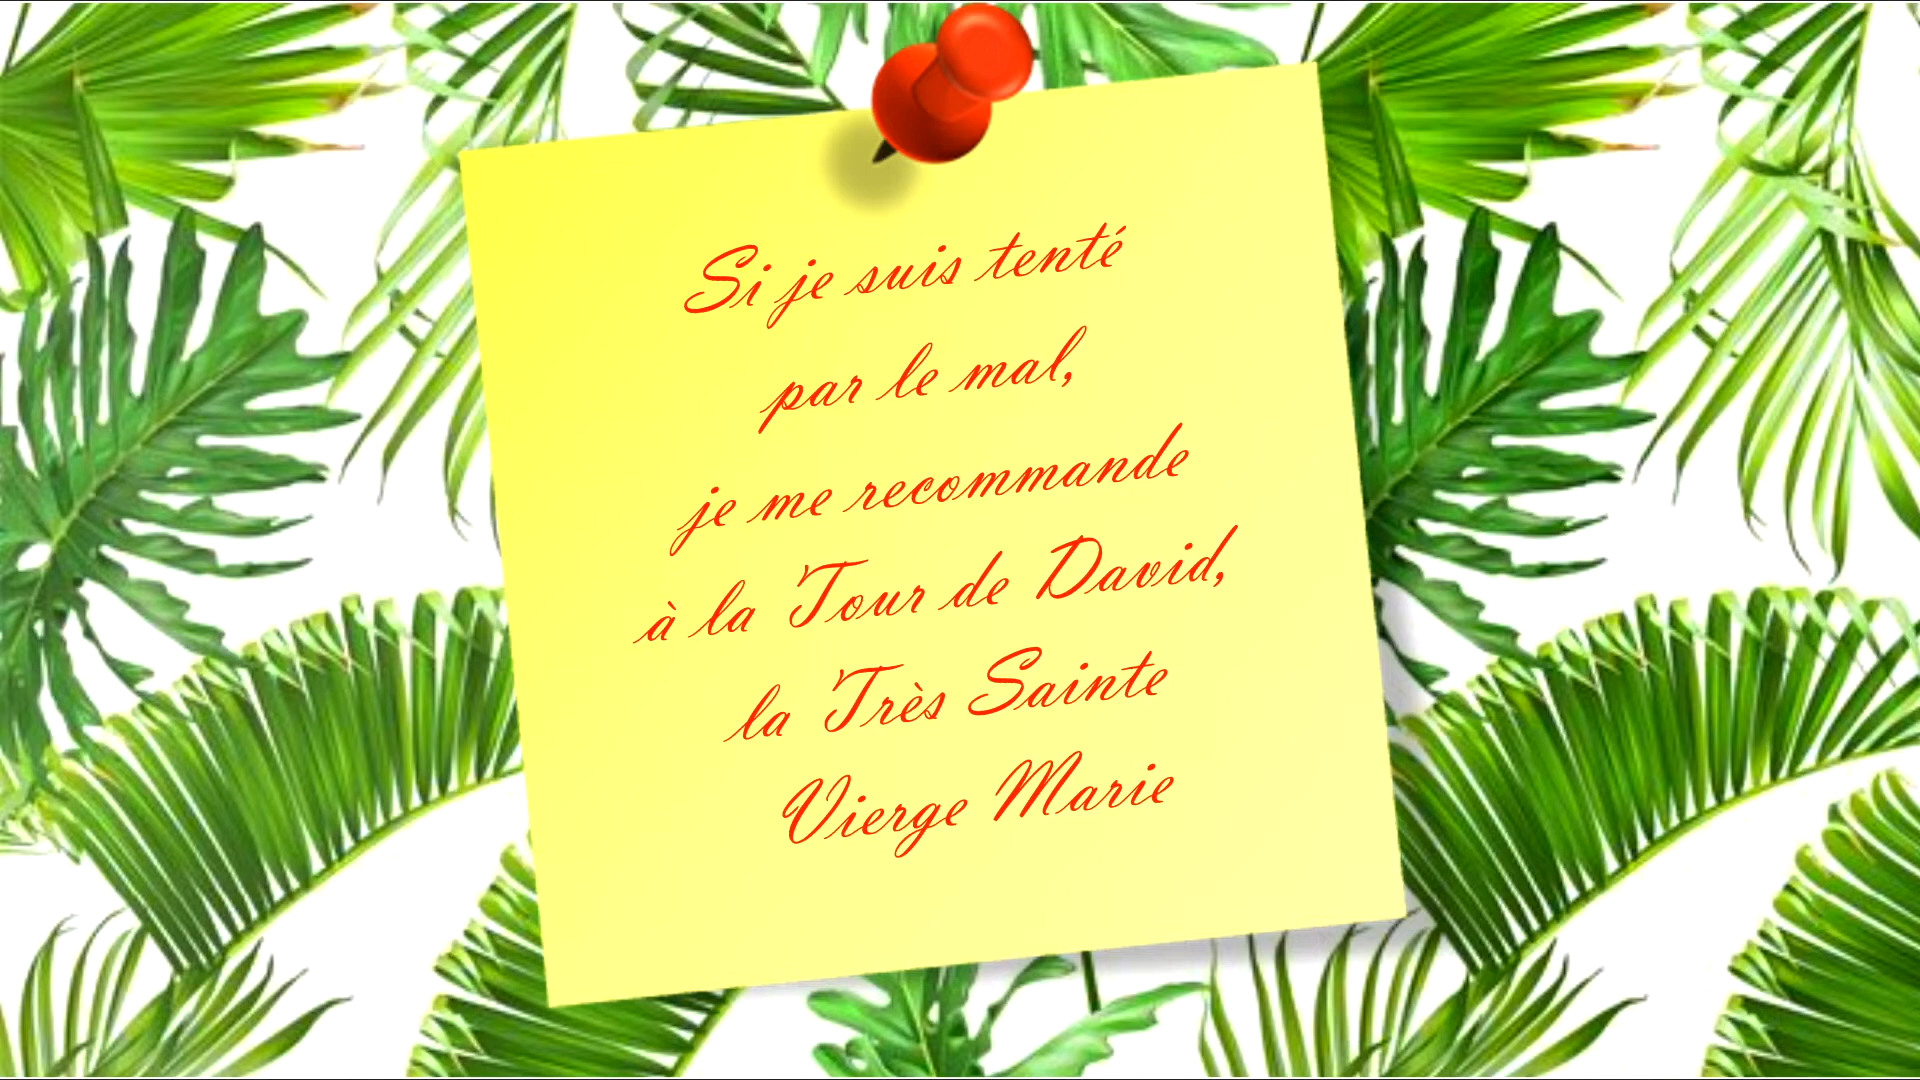 Si je suis tenté
par le mal,
je me recommande
à la Tour de David,
la Très Sainte
Vierge Marie